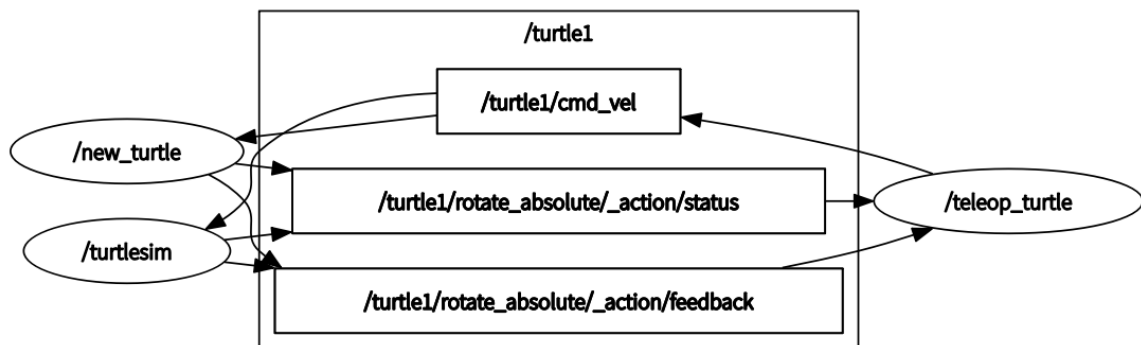 /turtle1
/turtle1/cmd_vel
/new_turtle
/turtle1/rotate_absolute/_action/status
/teleop_turtle
/turtlesim
/turtle1/rotate_absolute/_action/feedback